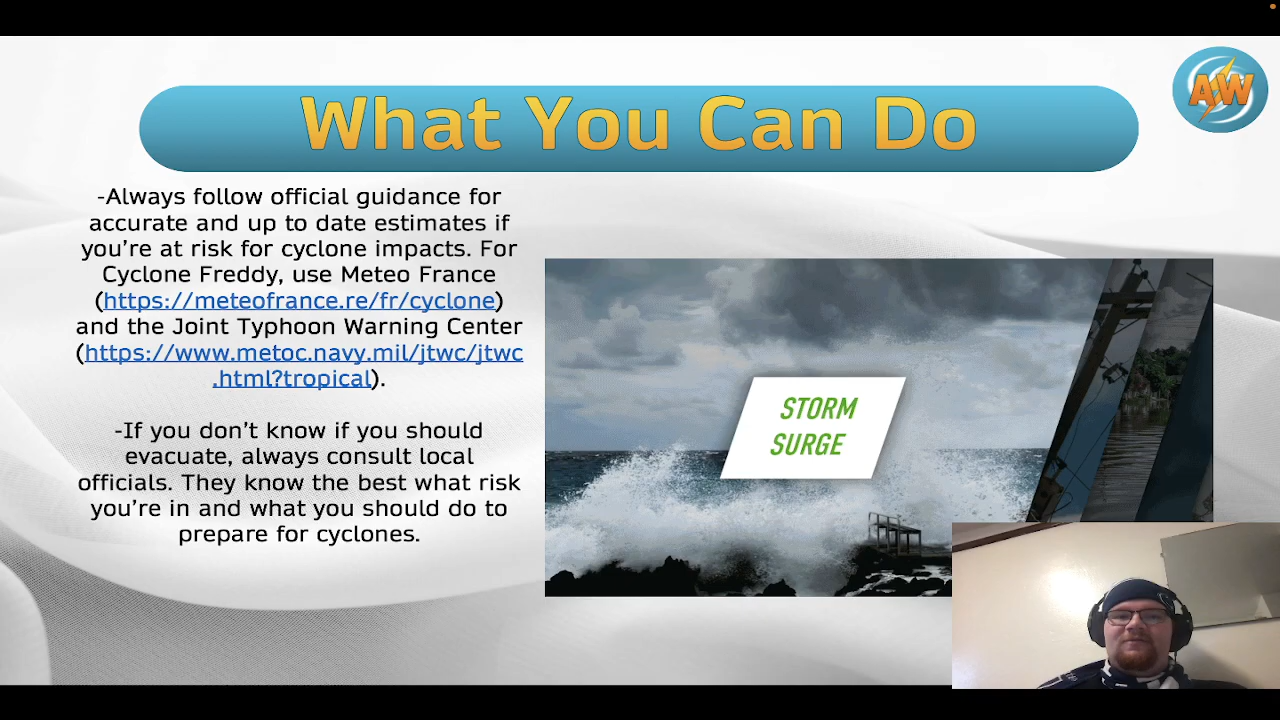 AW
What You Can Do
-Always follow official guidance for
accurate and up to date estimates if
you’re at risk for cyclone impacts. For
Cyclone Freddy, use Meteo France
(https://meteofrance.re/fr/cyclone)
and the Joint Typhoon Warning Center
(https://www.metoc.navy.mil/jtwc/jtwc
.html?tropical).
-If you don’t know if you should
evacuate, always consult local
officials. They know the best what risk
you’re in and what you should do to
prepare for cyclones.
STORM
SURGE